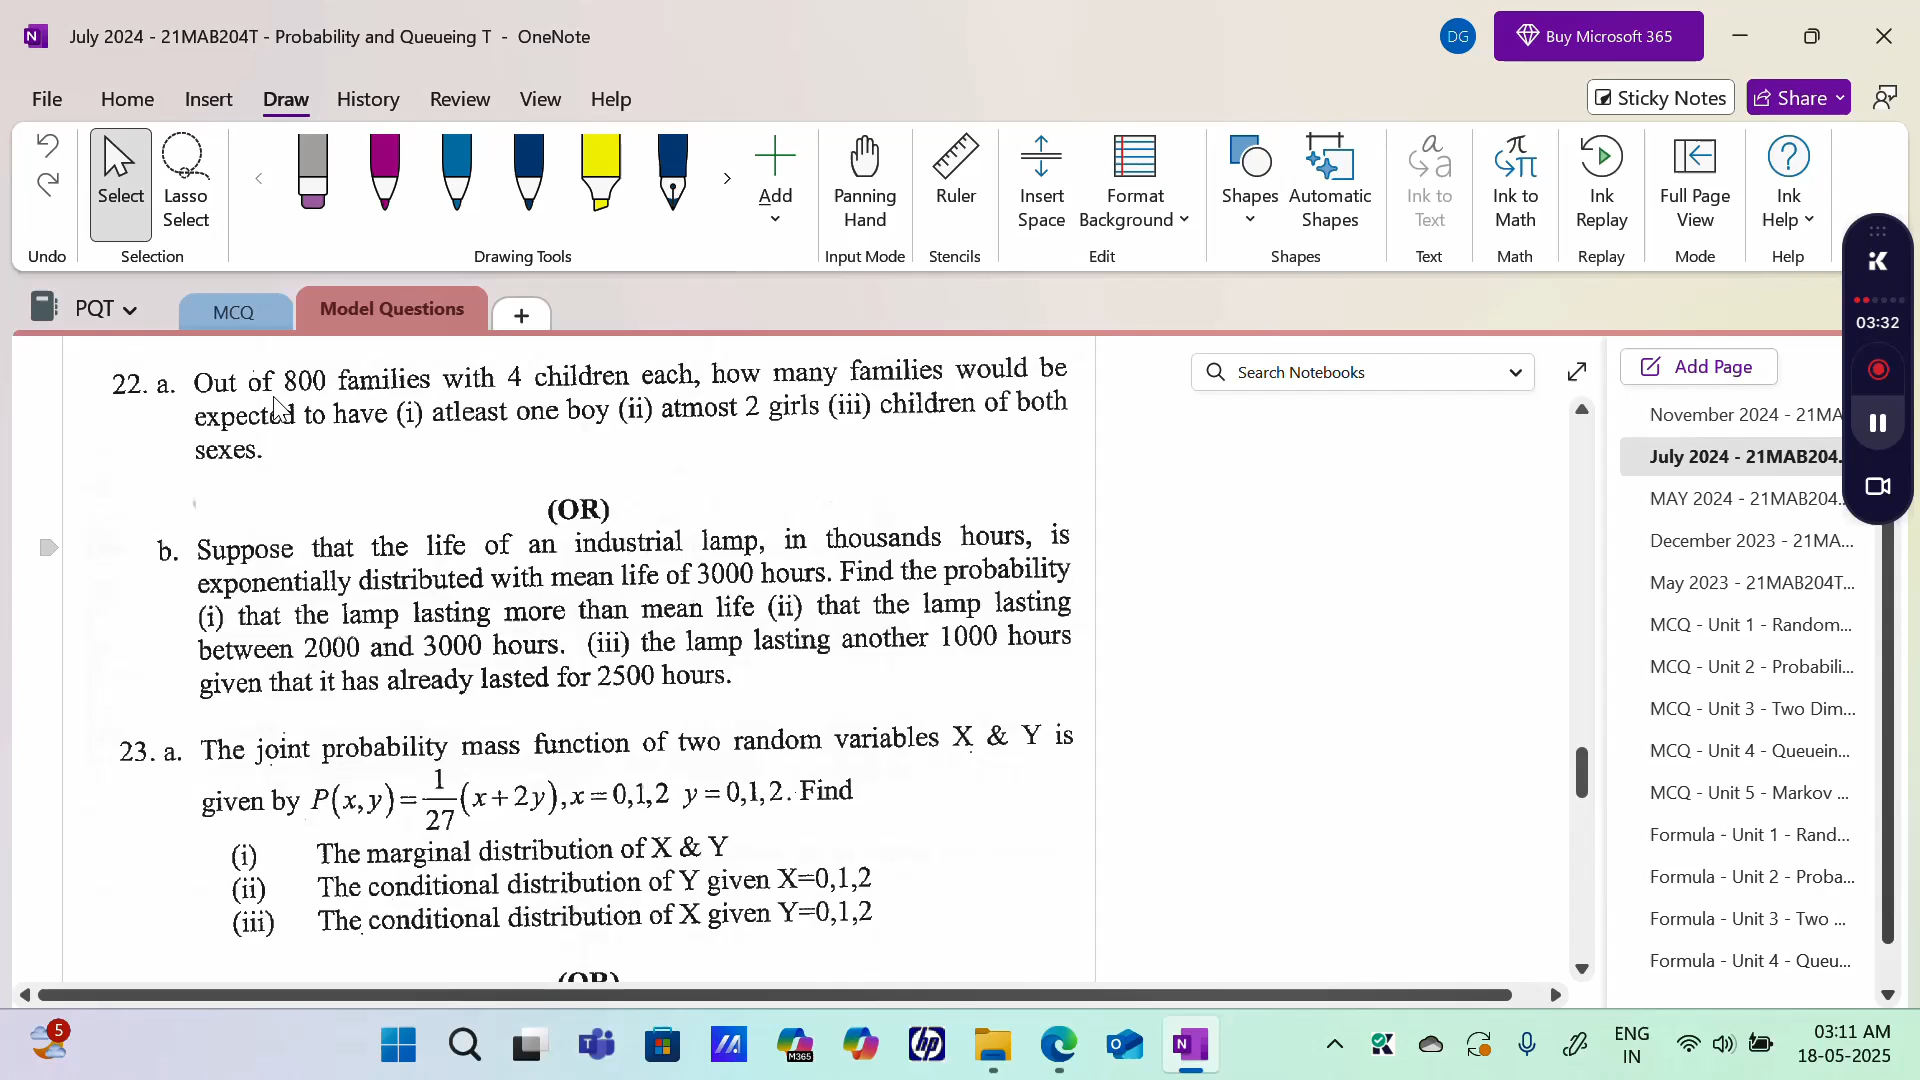 July 2024 - 21MAB204T - Probability and Queueing T - OneNote
DG
Buy Microsoft 365
File Home Insert Draw History Review View Help
Sticky Notes
Share
Select
Lasso
Select
Add
Panning
Hand
Ruler
Insert
Space
Format
Background
Shapes
Automatic
Shapes
Ink to
Text
Ink to
Math
Ink
Replay
Full Page
View
Ink
Help
Undo Selection Drawing Tools Input Mode Stencils Edit Shapes Text Math Replay Mode Help
03:32
PQT
MCQ
Model Questions
+
Search Notebooks
Add Page
22. a. Out of 800 families with 4 children each, how many families would be
expected to have (i) atleast one boy (ii) atmost 2 girls (iii) children of both
sexes.
(OR)
b. Suppose that the life of an industrial lamp, in thousands hours, is
exponentially distributed with mean life of 3000 hours. Find the probability
(i) that the lamp lasting more than mean life (ii) that the lamp lasting
between 2000 and 3000 hours. (iii) the lamp lasting another 1000 hours
given that it has already lasted for 2500 hours.
23. a. The joint probability mass function of two random variables X & Y is
given by P(x,y)=1/27(x+2y), x=0,1,2 y=0,1,2. Find
(i) The marginal distribution of X & Y
(ii) The conditional distribution of Y given X=0,1,2
(iii) The conditional distribution of X given Y=0,1,2
(OR)
November 2024 - 21MA
July 2024 - 21MAB204.
MAY 2024 - 21MAB204..
December 2023 - 21MA...
May 2023 - 21MAB204T...
MCQ - Unit 1 - Random...
MCQ - Unit 2 - Probabili...
MCQ - Unit 3 - Two Dim...
MCQ - Unit 4 - Queuein...
MCQ - Unit 5 - Markov ...
Formula - Unit 1 - Rand...
Formula - Unit 2 - Proba...
Formula - Unit 3 - Two ...
Formula - Unit 4 - Queu...
5
M365
hp
ENG
IN
03:11 AM
18-05-2025